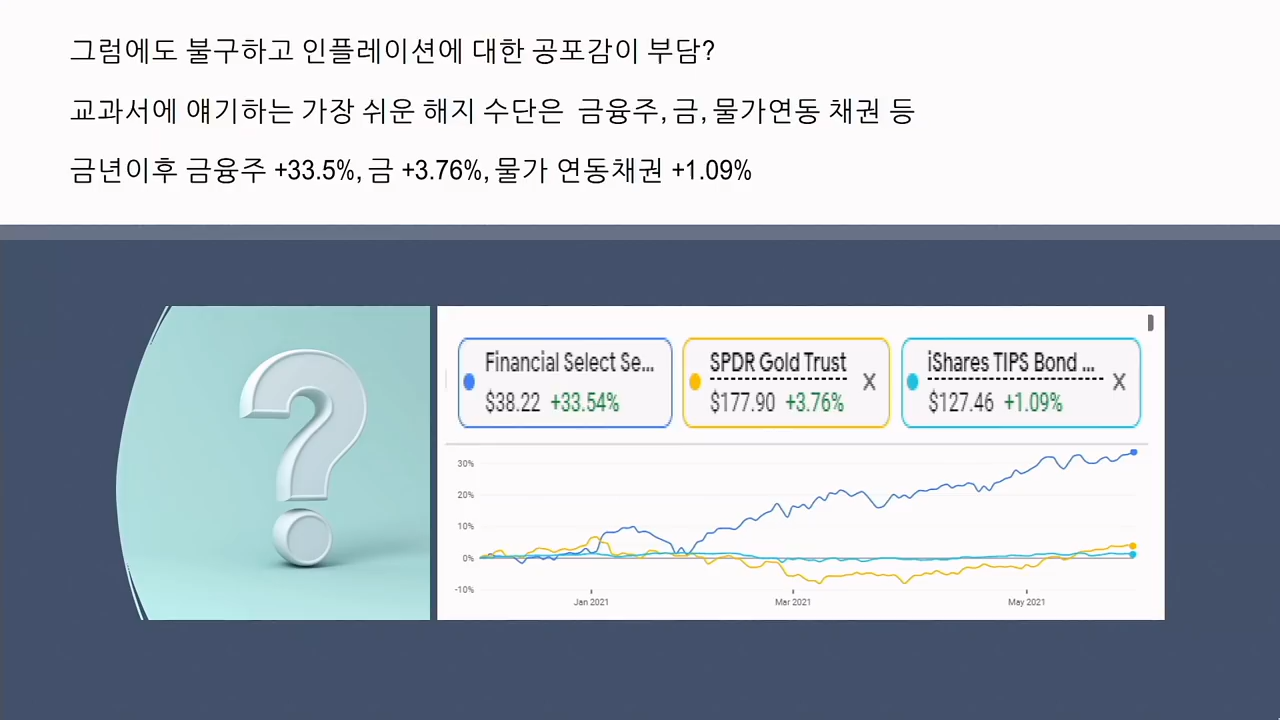 그럼에도 불구하고 인플레이션에 대한 공포감이 부담?
교과서에 얘기하는 가장 쉬운 해지 수단은 금융주, 금, 물가연동 채권 등
금년이후 금융주 +33.5%, 금 +3.76%, 물가 연동채권 +1.09%
Financial Select Se...
$38.22 +33.54%
SPDR Gold Trust
$177.90 +3.76%
X
iShares TIPS Bond ...
$127.46 +1.09%
X
30%
20%
10%
0%
-10%
Jan 2021
Mar 2021
May 2021